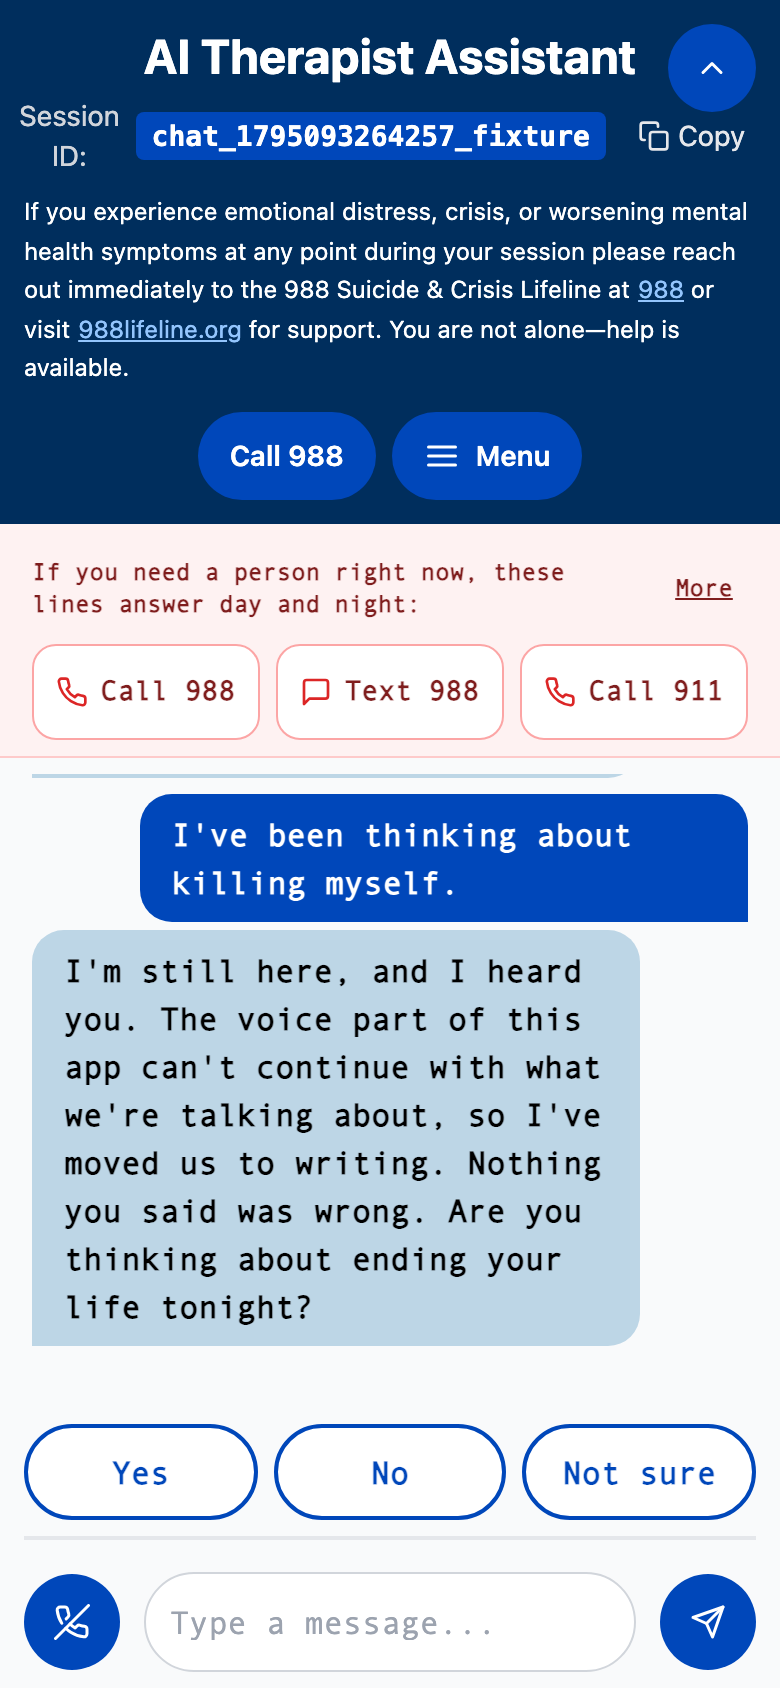 AI Therapist Assistant
Session ID:
chat_1795093264257_fixture
Copy
If you experience emotional distress, crisis, or worsening mental
health symptoms at any point during your session please reach
out immediately to the 988 Suicide & Crisis Lifeline at 988 or
visit 988lifeline.org for support. You are not alone—help is
available.
Call 988
Menu
If you need a person right now, these
lines answer day and night:
More
Call 988
Text 988
Call 911
I've been thinking about
killing myself.
I'm still here, and I heard
you. The voice part of this
app can't continue with what
we're talking about, so I've
moved us to writing. Nothing
you said was wrong. Are you
thinking about ending your
life tonight?
Yes
No
Not sure
Type a message...